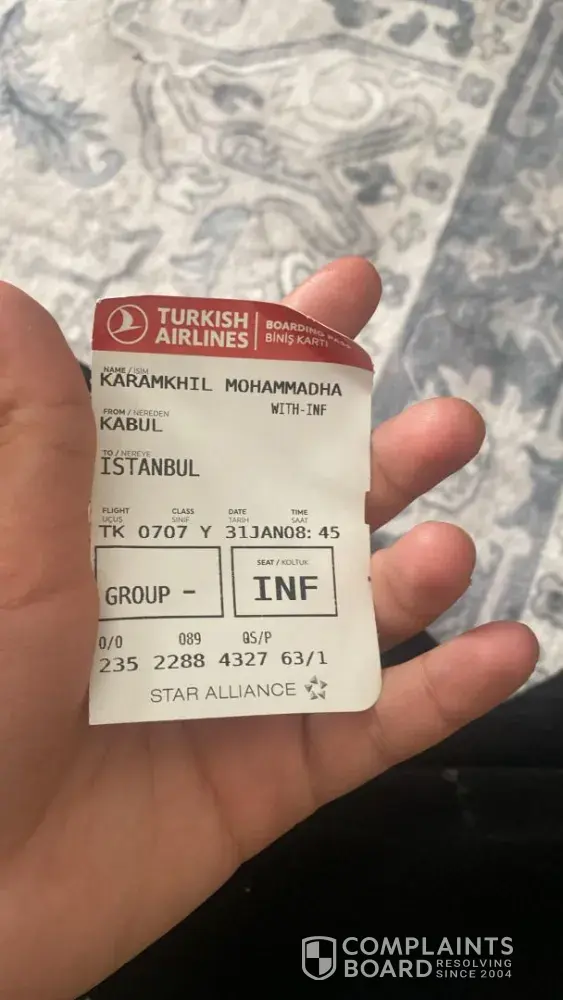 TURKISH AIRLINES
BOARDING PASS
BİNİŞ KARTI
NAME / İSİM
KARAMKHIL MOHAMMADHA
WITH-INF
FROM / NEREDEN
KABUL
TO / NEREYE
ISTANBUL
FLIGHT CLASS DATE TIME
UÇUŞ SINIF TARİH SAAT
TK 0707 Y 31JAN08: 45
SEAT / KOLTUK
GROUP - INF
0/0 089 QS/P
235 2288 4327 63/1
STAR ALLIANCE
COMPLAINTS
BOARD RESOLVING
SINCE 2004